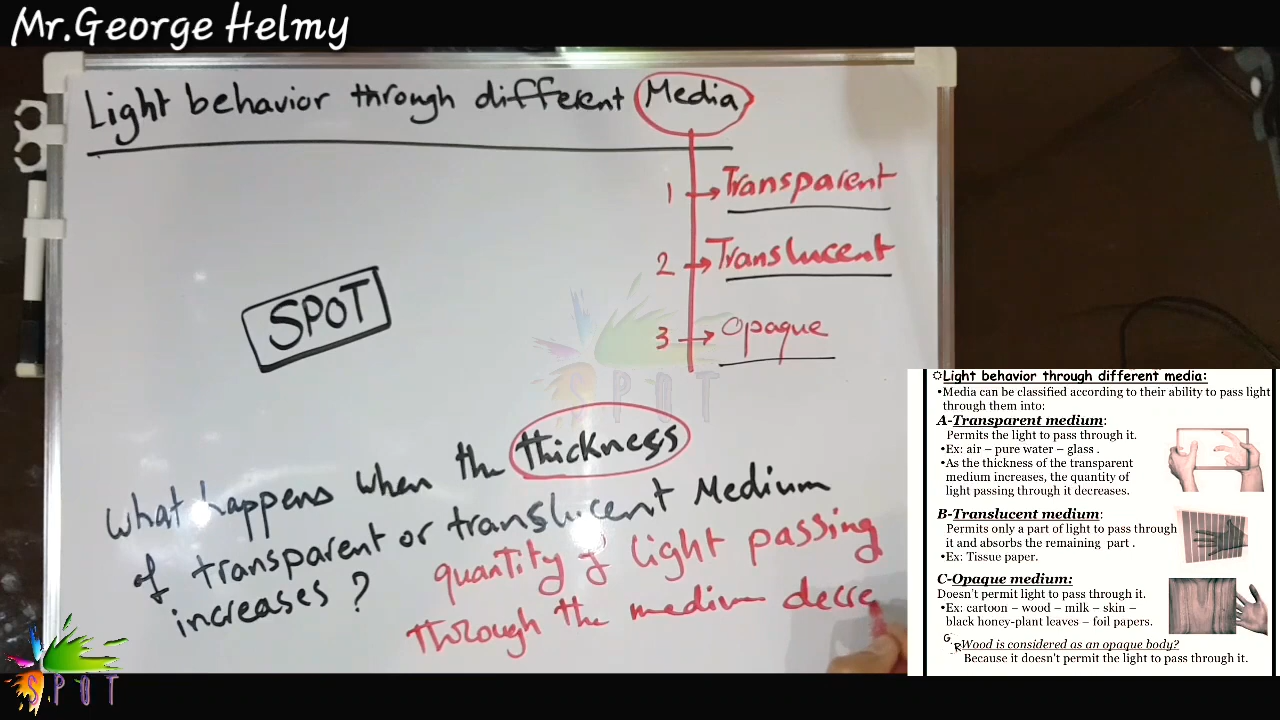 Mr.George Helmy
Light behavior through different Media
1 → Transparent
2 → Translucent
3 → Opaque
SPOT
SPOT
what happens when the thickness
of transparent or translucent Medium
increases ?
quantity of light passing
through the medium decre
☼Light behavior through different media:
•Media can be classified according to their ability to pass light
through them into:
A-Transparent medium:
Permits the light to pass through it.
•Ex: air – pure water – glass .
•As the thickness of the transparent
medium increases, the quantity of
light passing through it decreases.
B-Translucent medium:
Permits only a part of light to pass through
it and absorbs the remaining part .
•Ex: Tissue paper.
C-Opaque medium:
Doesn't permit light to pass through it.
•Ex: cartoon – wood – milk – skin –
black honey-plant leaves – foil papers.
G.R Wood is considered as an opaque body?
Because it doesn't permit the light to pass through it.
SPOT